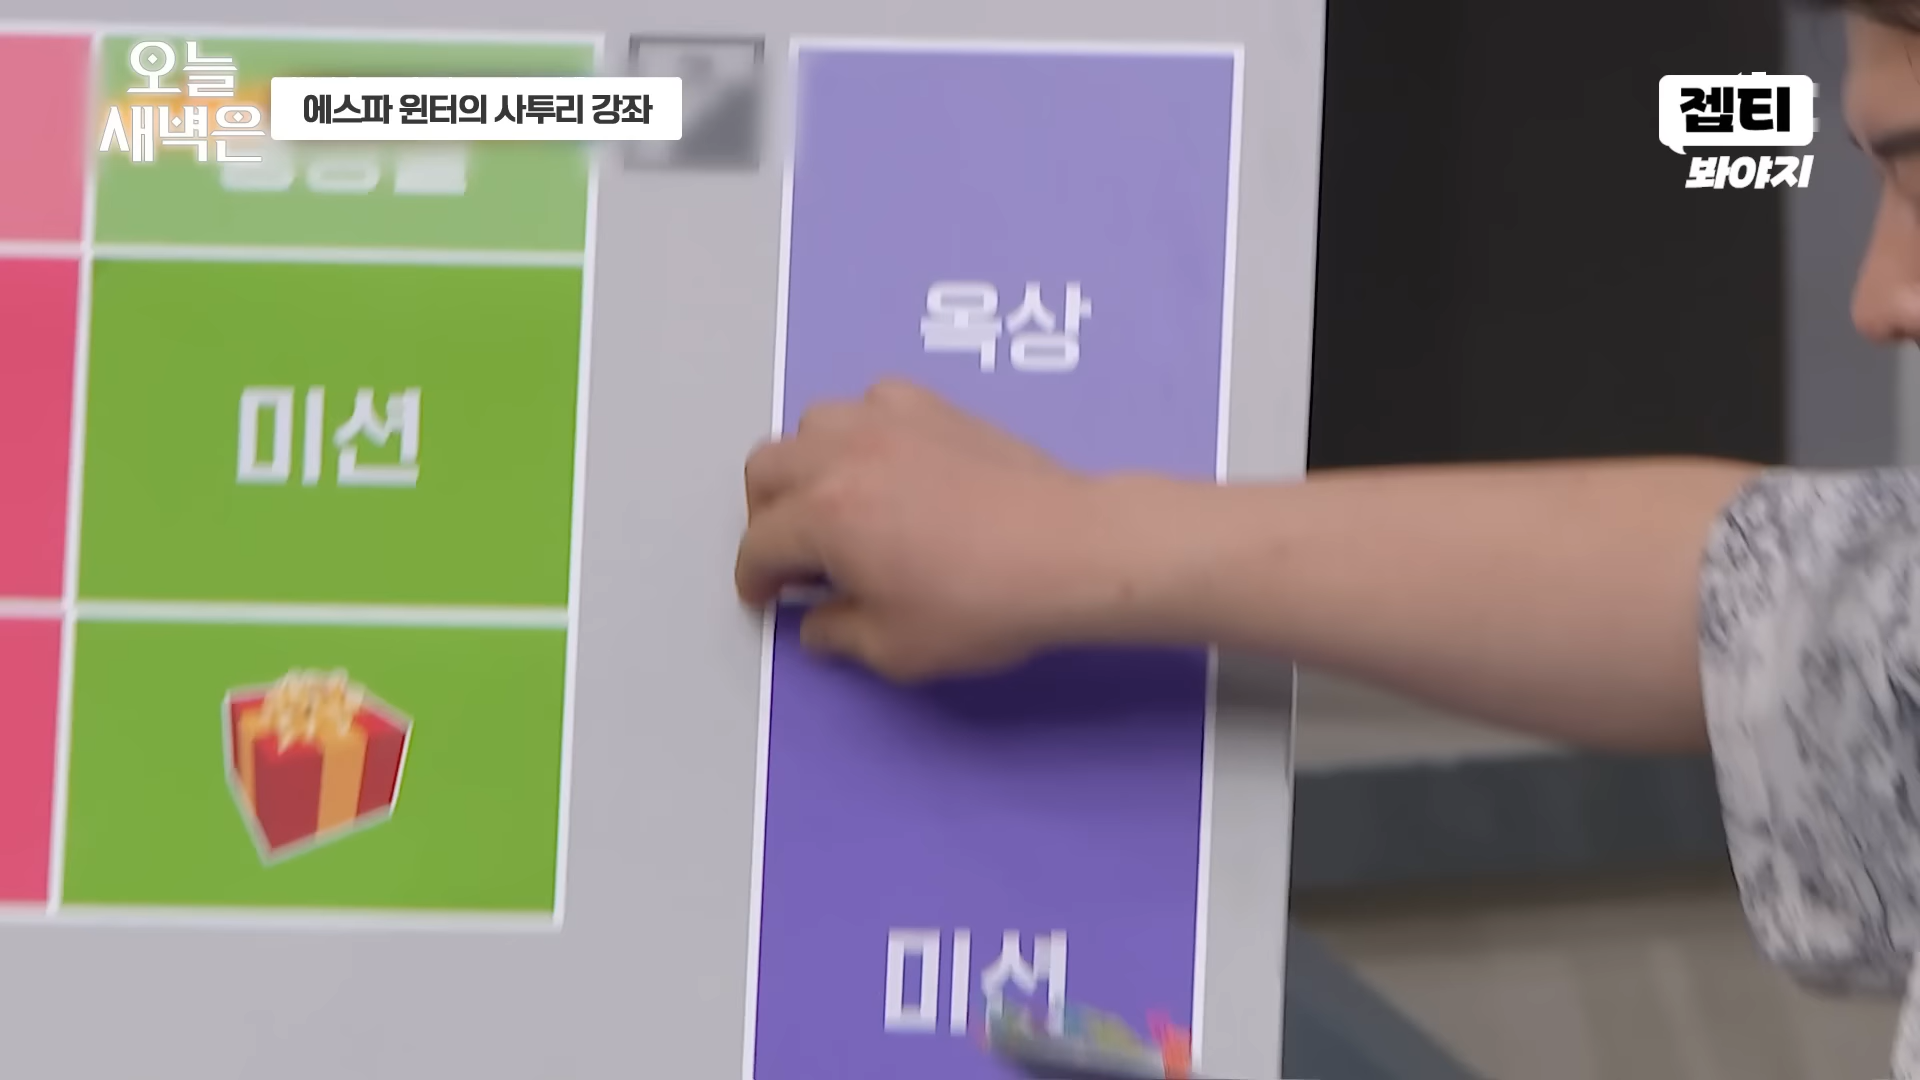 오늘
새벽은
에스파 윈터의 사투리 강좌
젭티
봐야지
옥상
미션
미션